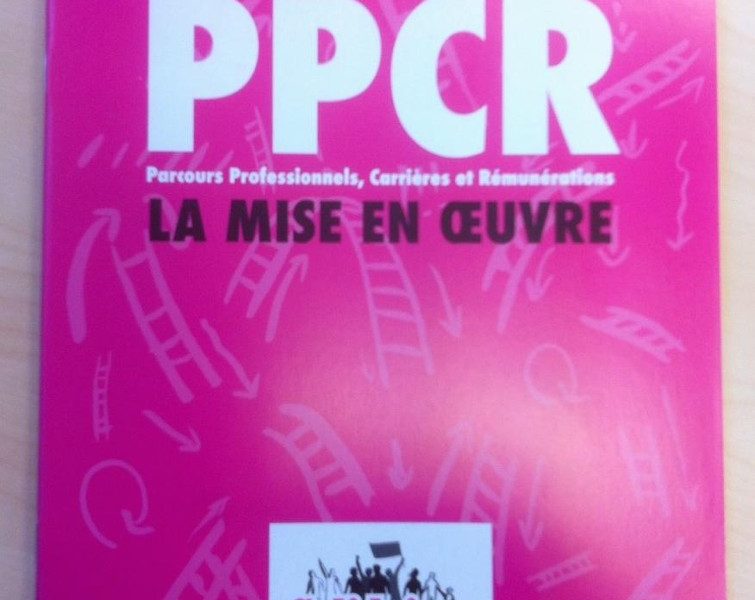 PPCR
Parcours Professionnels, Carrières et Rémunérations
LA MISE EN ŒUVRE